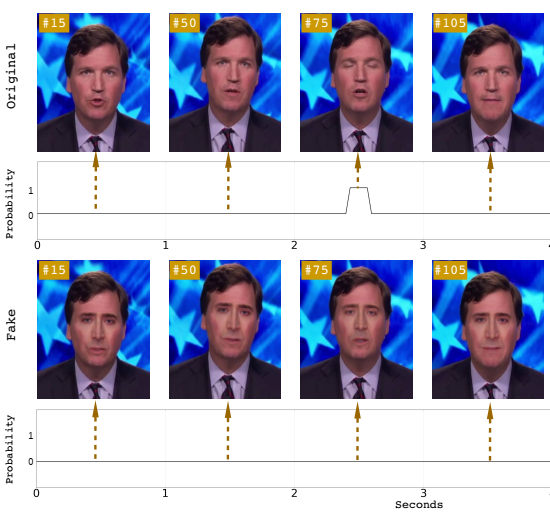 Original
#15 #50 #75 #105
Probability
1
0
0 1 2 3 4
Fake
#15 #50 #75 #105
Probability
1
0
0 1 2 3 4
Seconds